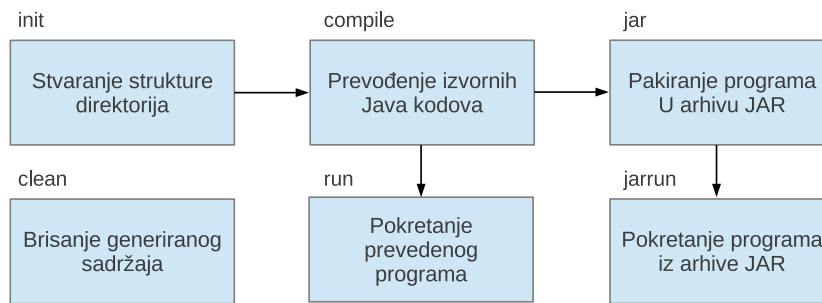 init
Stvaranje strukture
direktorija
compile
Prevođenje izvornih
Java kodova
jar
Pakiranje programa
U arhivu JAR
clean
Brisanje generiranog
sadržaja
run
Pokretanje
prevedenog
programa
jarrun
Pokretanje programa
iz arhive JAR